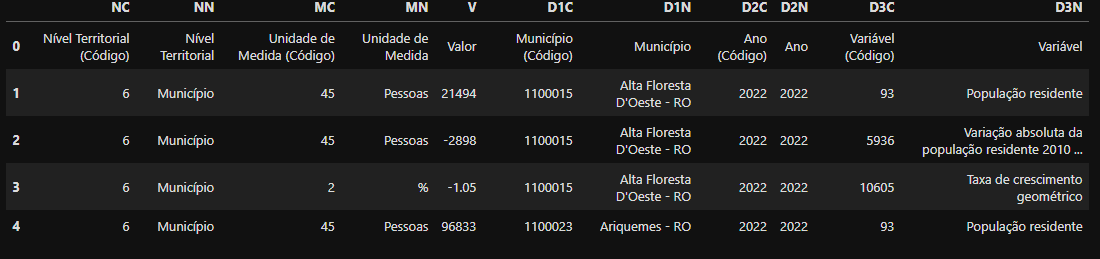 NC NN MC MN V D1C D1N D2C D2N D3C D3N
0 Nível Territorial (Código) Nível Territorial Unidade de Medida (Código) Unidade de Medida Valor Município (Código) Município Ano (Código) Ano Variável (Código) Variável
1 6 Município 45 Pessoas 21494 1100015 Alta Floresta D'Oeste - RO 2022 2022 93 População residente
2 6 Município 45 Pessoas -2898 1100015 Alta Floresta D'Oeste - RO 2022 2022 5936 Variação absoluta da população residente 2010 ...
3 6 Município 2 % -1.05 1100015 Alta Floresta D'Oeste - RO 2022 2022 10605 Taxa de crescimento geométrico
4 6 Município 45 Pessoas 96833 1100023 Ariquemes - RO 2022 2022 93 População residente